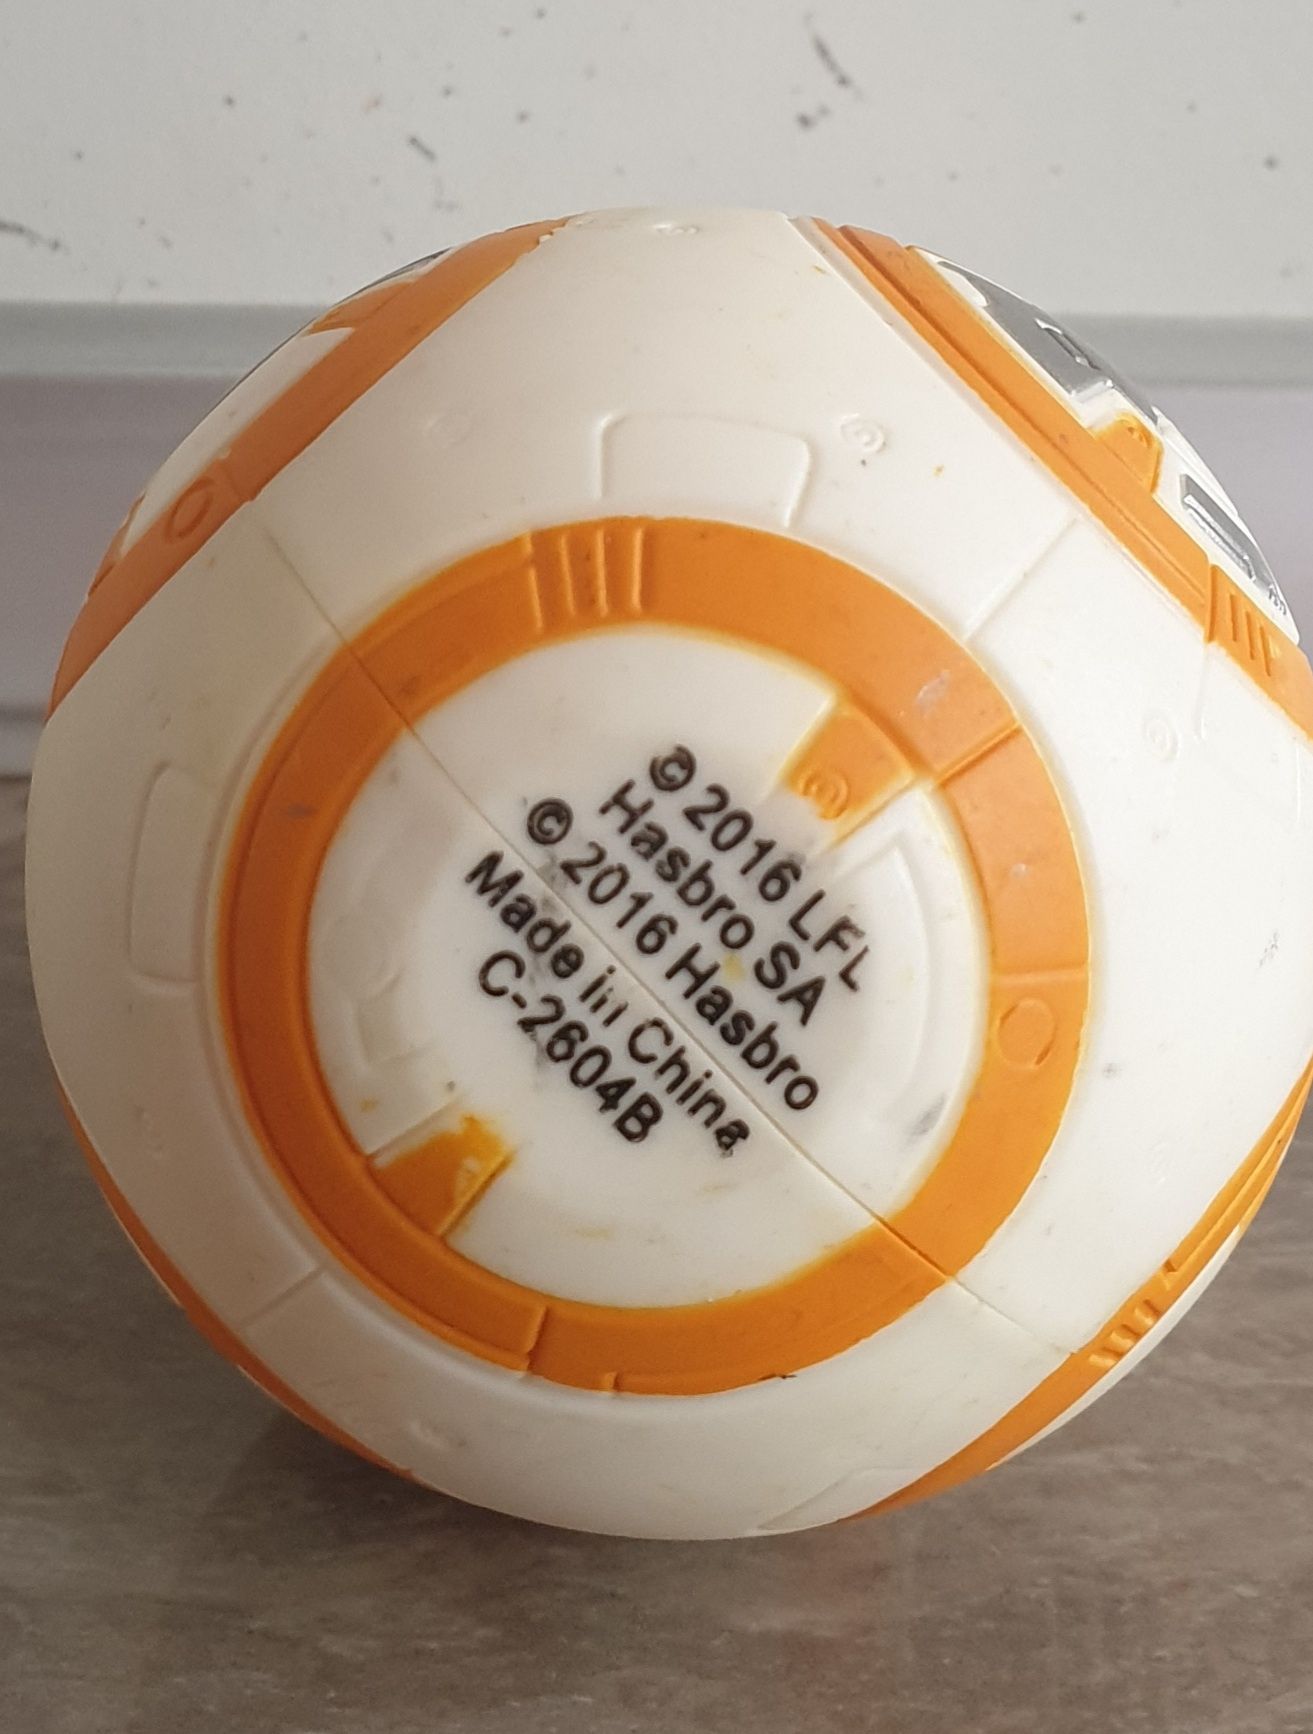 © 2016 LFL
Hasbro SA
© 2016 Hasbro
Made in China
C-2604B